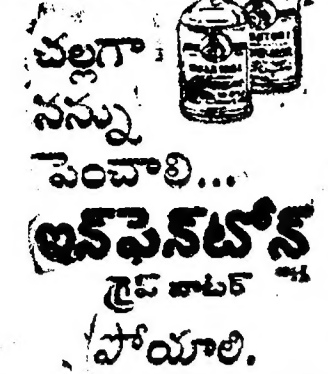 చల్లగా
నన్ను
పెంచాలి...
ఇన్‌ఫెన్‌టోన్
గ్రైప్ వాటర్
పోయాలి.